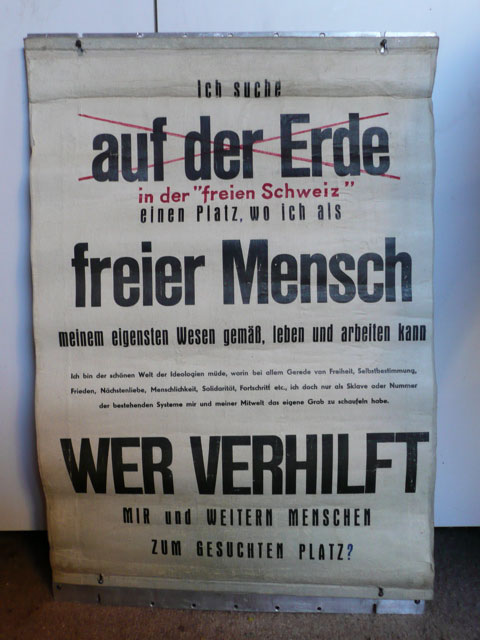 Ich suche
auf der Erde
in der "freien Schweiz"
einen Platz, wo ich als
freier Mensch
meinem eigensten Wesen gemäß, leben und arbeiten kann
Ich bin der schönen Welt der Ideologien müde, worin bei allem Gerede von Freiheit, Selbstbestimmung,
Frieden, Nächstenliebe, Menschlichkeit, Solidarität, Fortschritt etc., ich doch nur als Sklave oder Nummer
der bestehenden Systeme mir und meiner Mitwelt das eigene Grab zu schaufeln habe.
WER VERHILFT
MIR und WEITERN MENSCHEN
ZUM GESUCHTEN PLATZ?